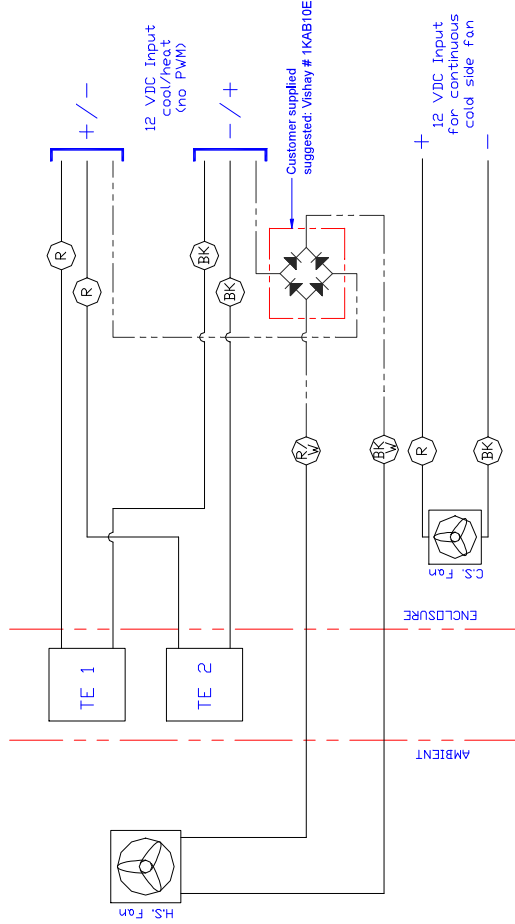 12 VDC Input
cool/heat
(no PWM)
+/-
-/+
R
R
BK
BK
Customer supplied
suggested: Vishay # 1KAB10E
12 VDC Input
for continuous
cold side fan
+
-
R/W
BK/W
R
BK
C.S. Fan
ENCLOSURE
TE 1
TE 2
AMBIENT
H.S. Fan